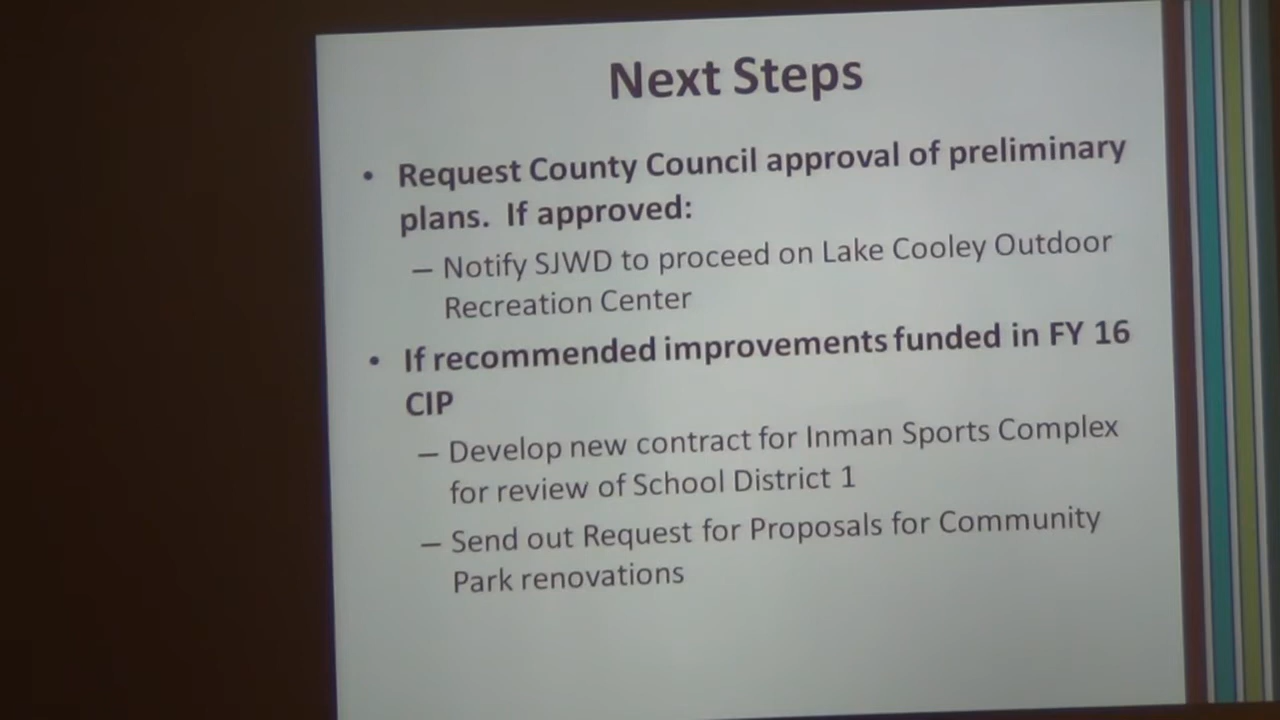 Next Steps
• Request County Council approval of preliminary
plans. If approved:
– Notify SJWD to proceed on Lake Cooley Outdoor
Recreation Center
• If recommended improvements funded in FY 16
CIP
– Develop new contract for Inman Sports Complex
for review of School District 1
– Send out Request for Proposals for Community
Park renovations